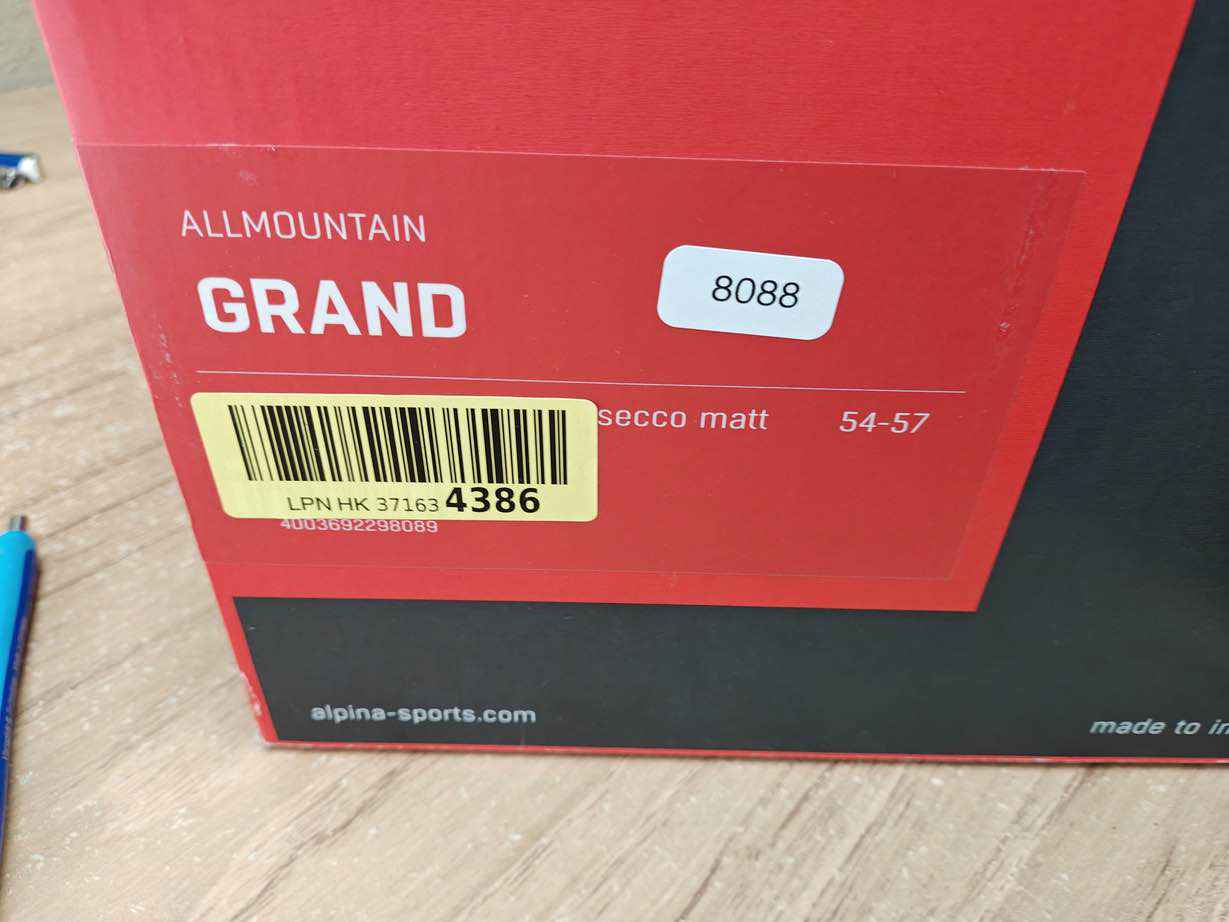 ALLMOUNTAIN
GRAND
8088
secco matt 54-57
LPN HK 37163 4386
4003692298089
alpina-sports.com
made to